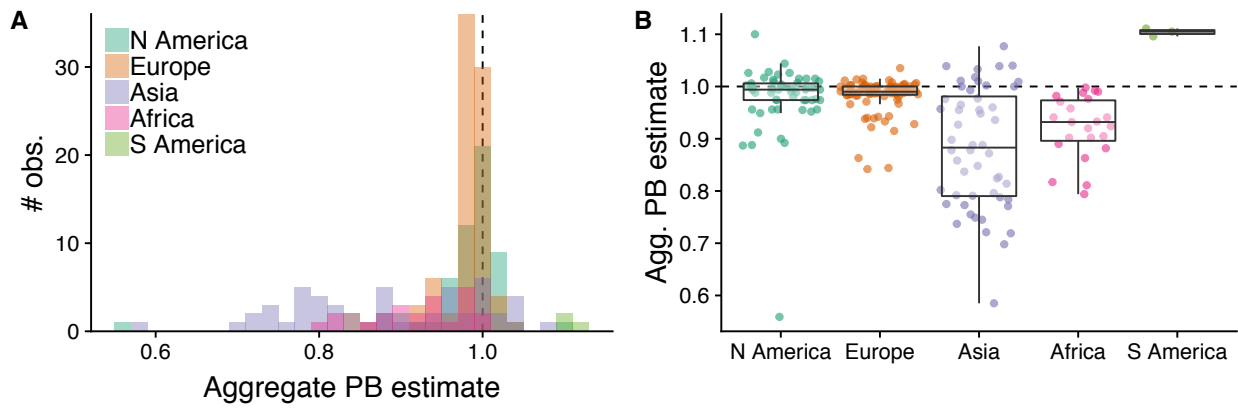 A
N America
Europe
Asia
Africa
S America
# obs.
30
20
10
0
0.6
0.8
1.0
Aggregate PB estimate
B
Agg. PB estimate
1.1
1.0
0.9
0.8
0.7
0.6
N America
Europe
Asia
Africa
S America